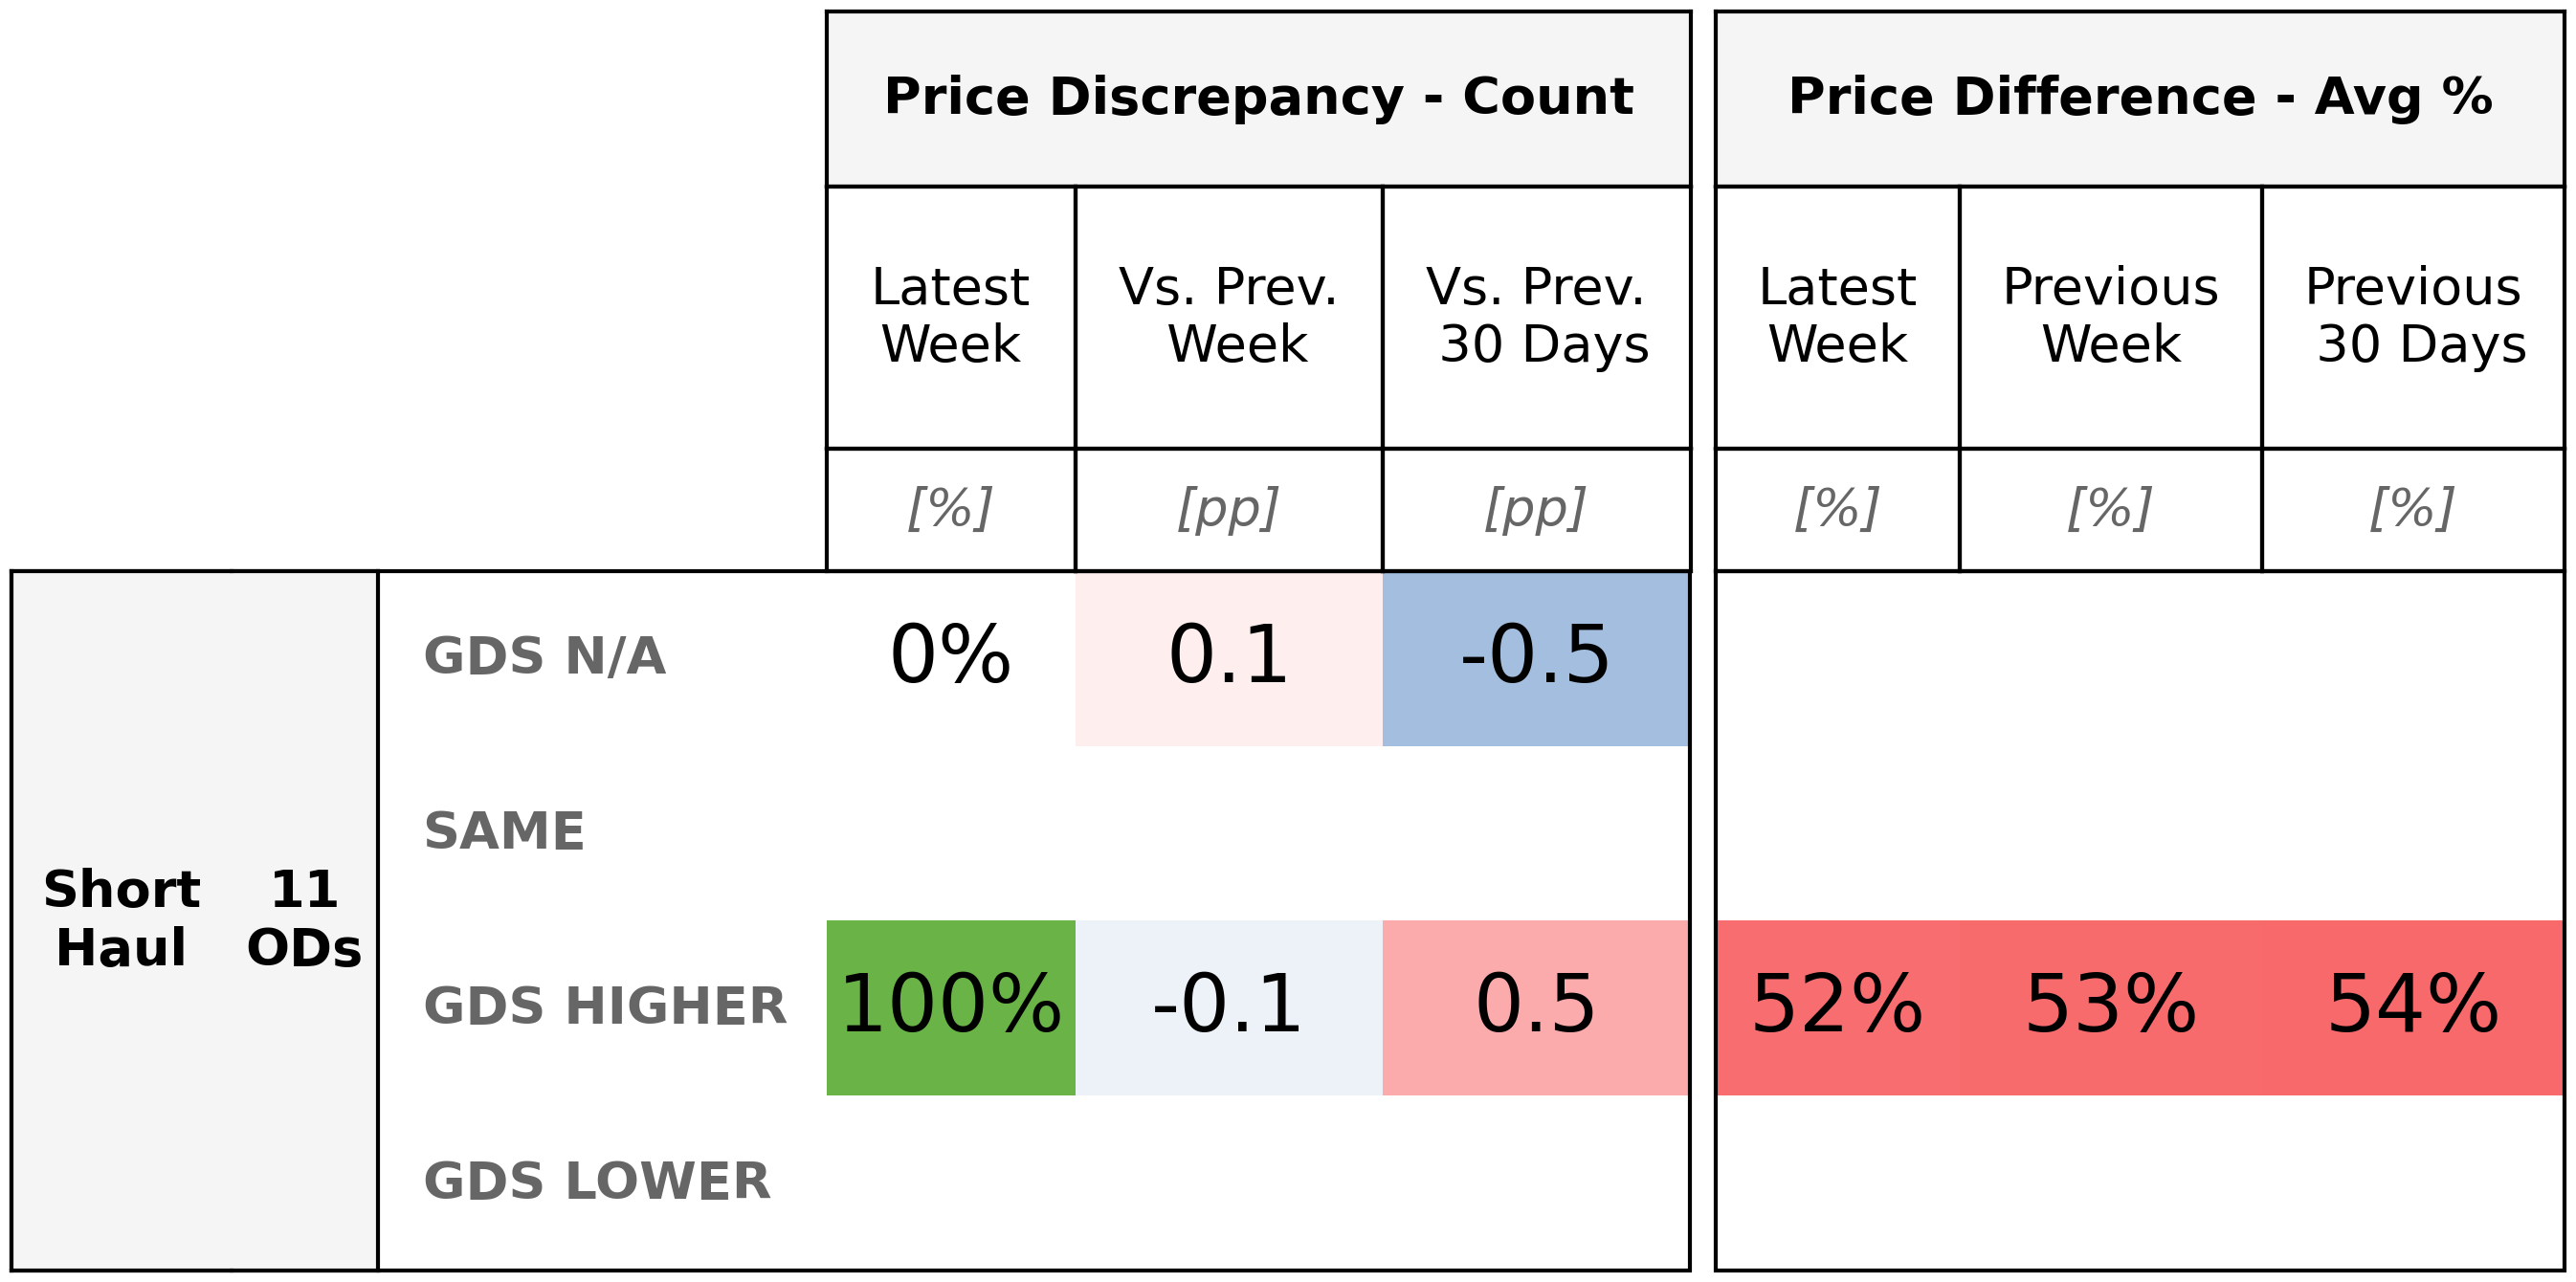 Price Discrepancy - Count Price Difference - Avg %
Latest Vs. Prev. Vs. Prev. Latest Previous Previous
Week Week 30 Days Week Week 30 Days
[%] [pp] [pp] [%] [%] [%]
GDS N/A 0% 0.1 -0.5
SAME
Short 11
Haul ODs
GDS HIGHER 100% -0.1 0.5 52% 53% 54%
GDS LOWER